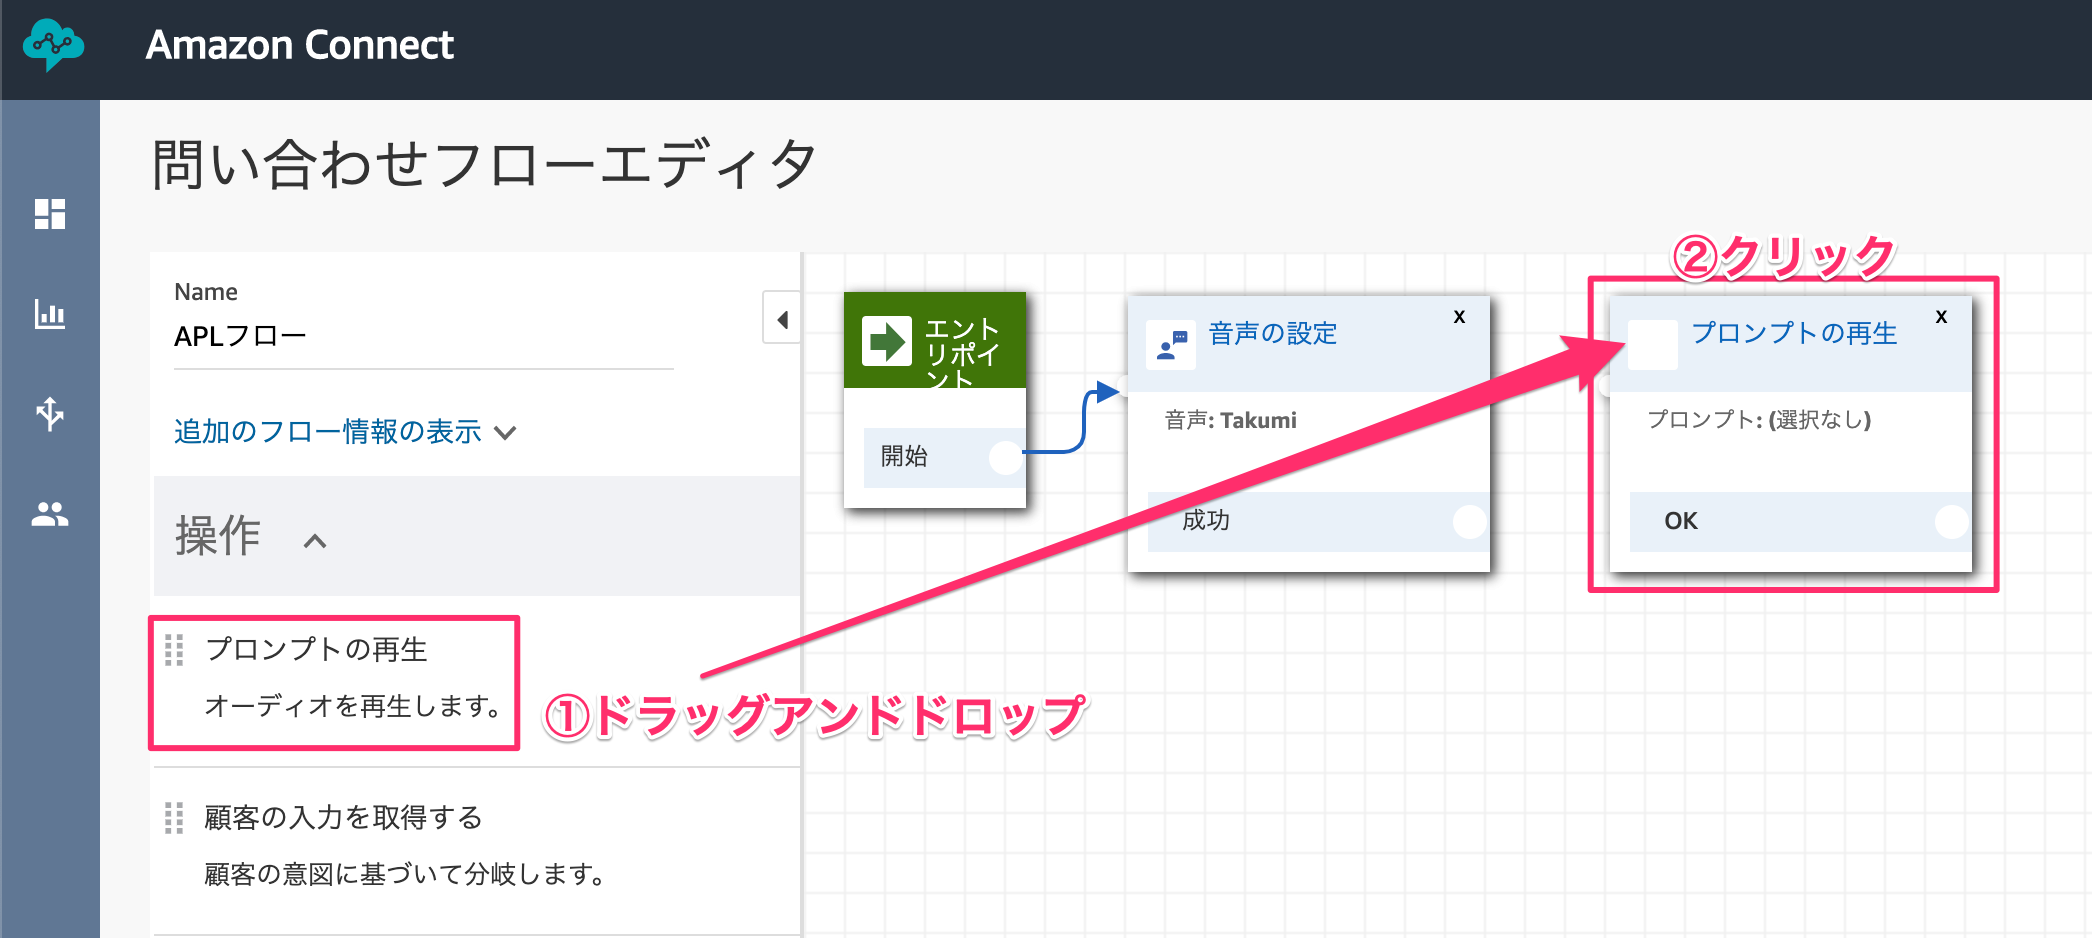 Amazon Connect
問い合わせフローエディタ
Name
APLフロー
追加のフロー情報の表示
操作
プロンプトの再生
オーディオを再生します。
①ドラッグアンドドロップ
顧客の入力を取得する
顧客の意図に基づいて分岐します。
エント
リポイ
ント
開始
音声の設定
X
音声: Takumi
成功
②クリック
プロンプトの再生
X
プロンプト: (選択なし)
OK